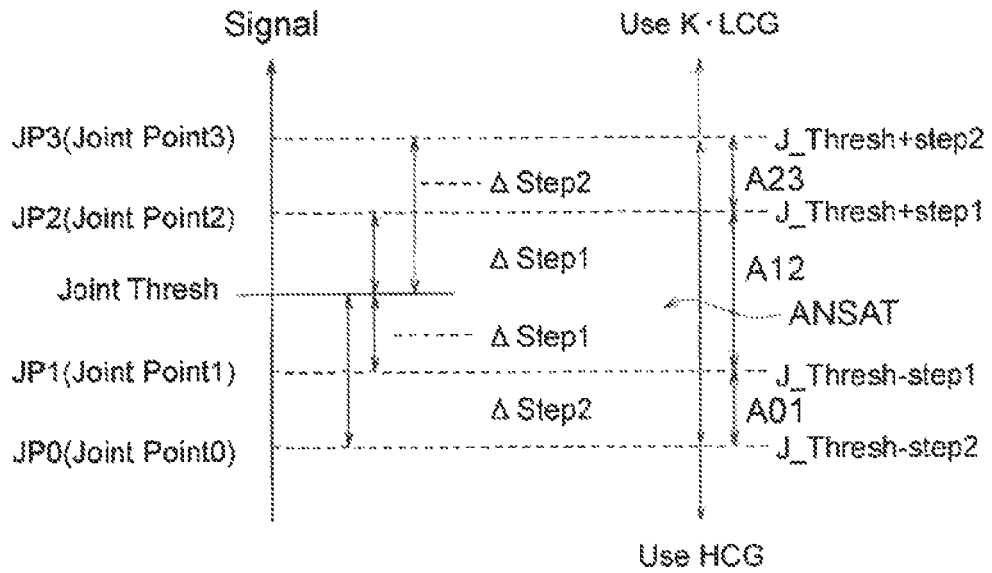 Signal
Use K·LCG
JP3(Joint Point3)
J_Thresh+step2
Δ Step2
A23
JP2(Joint Point2)
J_Thresh+step1
Δ Step1
A12
Joint Thresh
ANSAT
Δ Step1
JP1(Joint Point1)
J_Thresh-step1
Δ Step2
A01
JP0(Joint Point0)
J_Thresh-step2
Use HCG